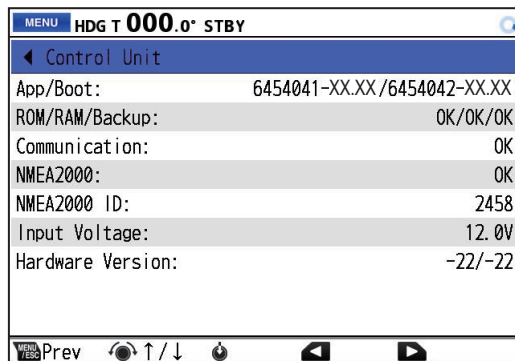 MENU HDG T 000.0° STBY
◀ Control Unit
App/Boot: 6454041-XX.XX/6454042-XX.XX
ROM/RAM/Backup: OK/OK/OK
Communication: OK
NMEA2000: OK
NMEA2000 ID: 2458
Input Voltage: 12.0V
Hardware Version: -22/-22
MENU/ESC Prev ↑/↓